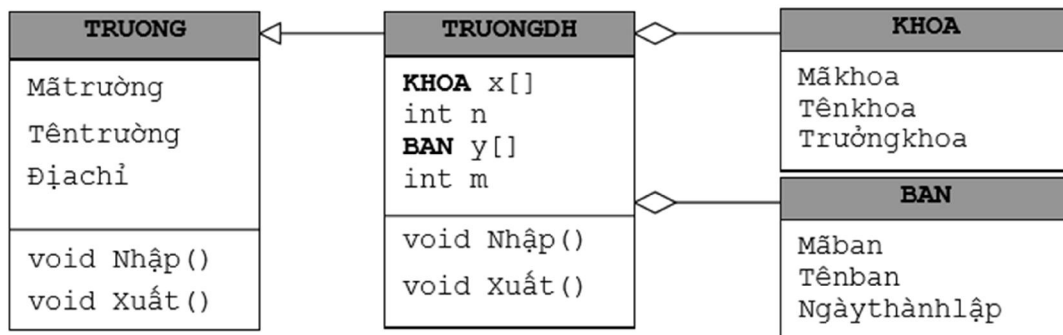 TRUONG
Mãtrường
Têntrường
Địachỉ
void Nhập()
void Xuất()
TRUONGDH
KHOA x[]
int n
BAN y[]
int m
void Nhập()
void Xuất()
KHOA
Mãkhoa
Tênkhoa
Trưởngkhoa
BAN
Mãban
Tênban
Ngàythànhlập